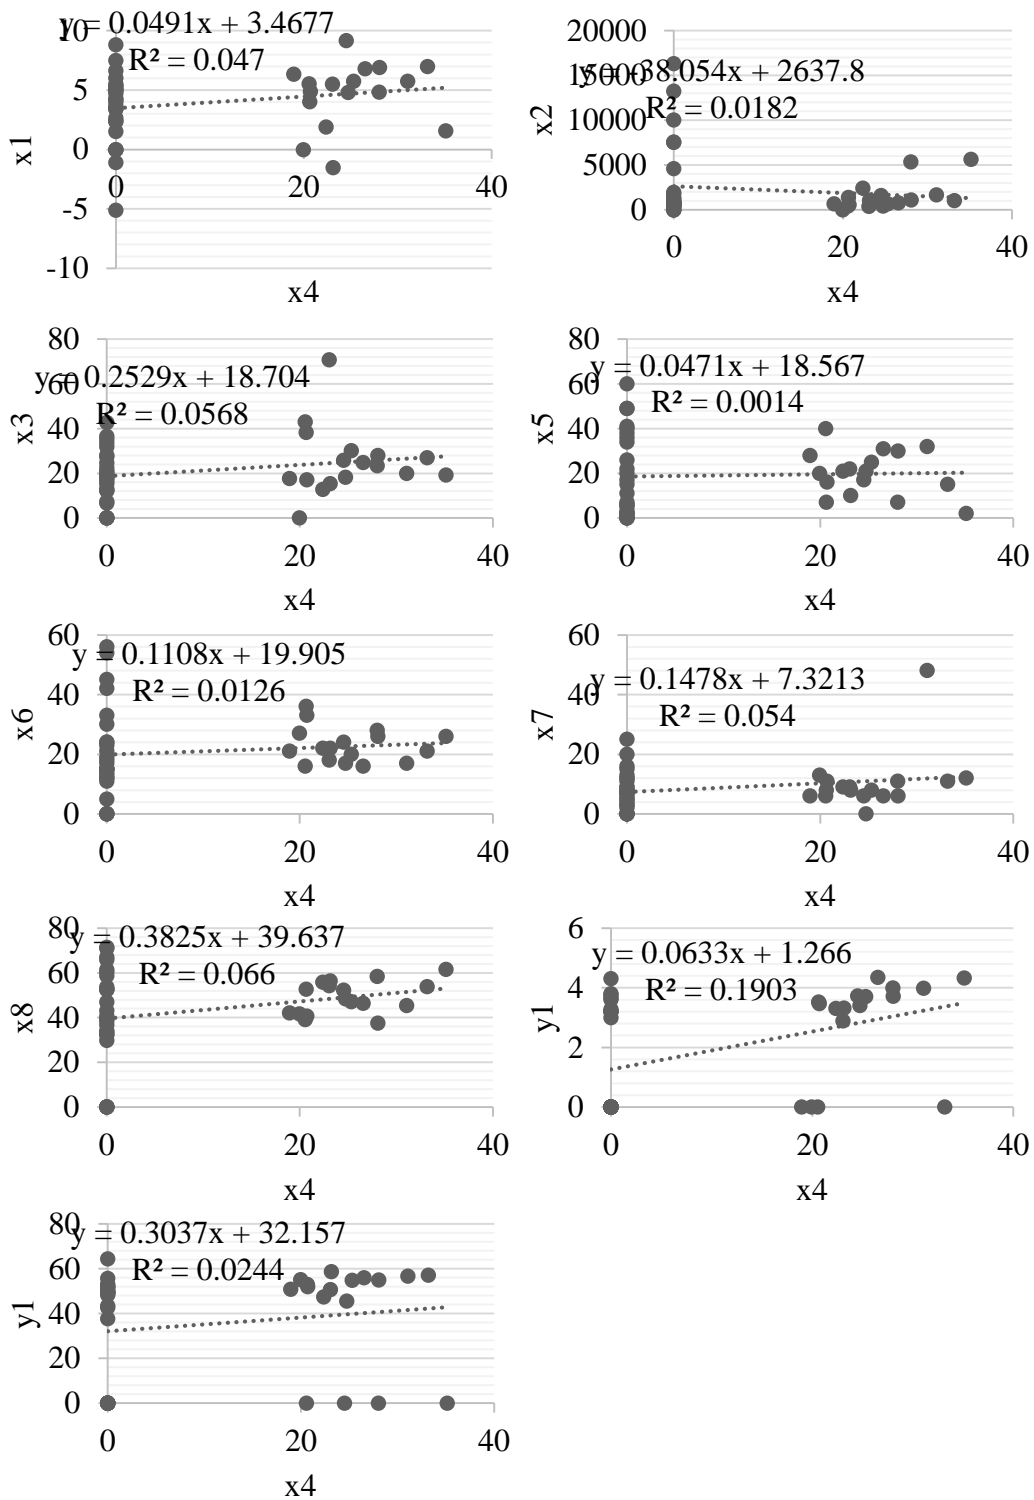 y = 0.0491x + 3.4677
R² = 0.047
10
5
0
-5
-10
0
20
40
x1
x4
y = -38.054x + 2637.8
R² = 0.0182
20000
15000
10000
5000
0
0
20
40
x2
x4
y = 0.2529x + 18.704
R² = 0.0568
80
60
40
20
0
0
20
40
x3
x4
y = 0.0471x + 18.567
R² = 0.0014
80
60
40
20
0
0
20
40
x5
x4
y = 0.1108x + 19.905
R² = 0.0126
60
40
20
0
0
20
40
x6
x4
y = 0.1478x + 7.3213
R² = 0.054
60
40
20
0
0
20
40
x7
x4
y = 0.3825x + 39.637
R² = 0.066
80
60
40
20
0
0
20
40
x8
x4
y = 0.0633x + 1.266
R² = 0.1903
6
4
2
0
0
20
40
y1
x4
y = 0.3037x + 32.157
R² = 0.0244
80
60
40
20
0
0
20
40
y1
x4